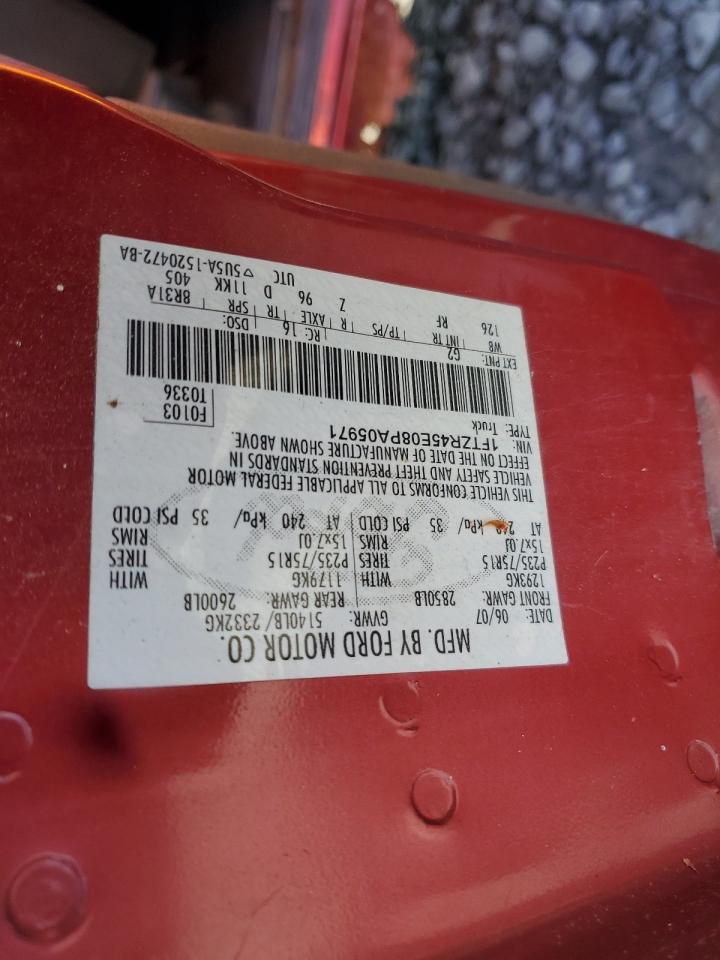 MFD. BY FORD MOTOR CO.
DATE: 06/07 GVWR: 5140LB/ 2332KG
FRONT GAWR: 2850LB REAR GAWR: 2600LB
1293KG WITH 1179KG WITH
P235/75R15 TIRES P235/75R15 TIRES
15x7.0J RIMS 15x7.0J RIMS
AT 240 kPa/ 35 PSI COLD AT 240 kPa/ 35 PSI COLD
THIS VEHICLE CONFORMS TO ALL APPLICABLE FEDERAL MOTOR
VEHICLE SAFETY AND THEFT PREVENTION STANDARDS IN
EFFECT ON THE DATE OF MANUFACTURE SHOWN ABOVE.
VIN: 1FTZR45E08PA05971
TYPE: Truck
F0103
T0336
EXT PNT: G2 RC: 16 DSO:
WB | INT TR | TP/PS | R | AXLE | TR | SPR | 8R31A
126 RF Z 96 D 11KK 405
UTC
▽5U5A-1520472-BA